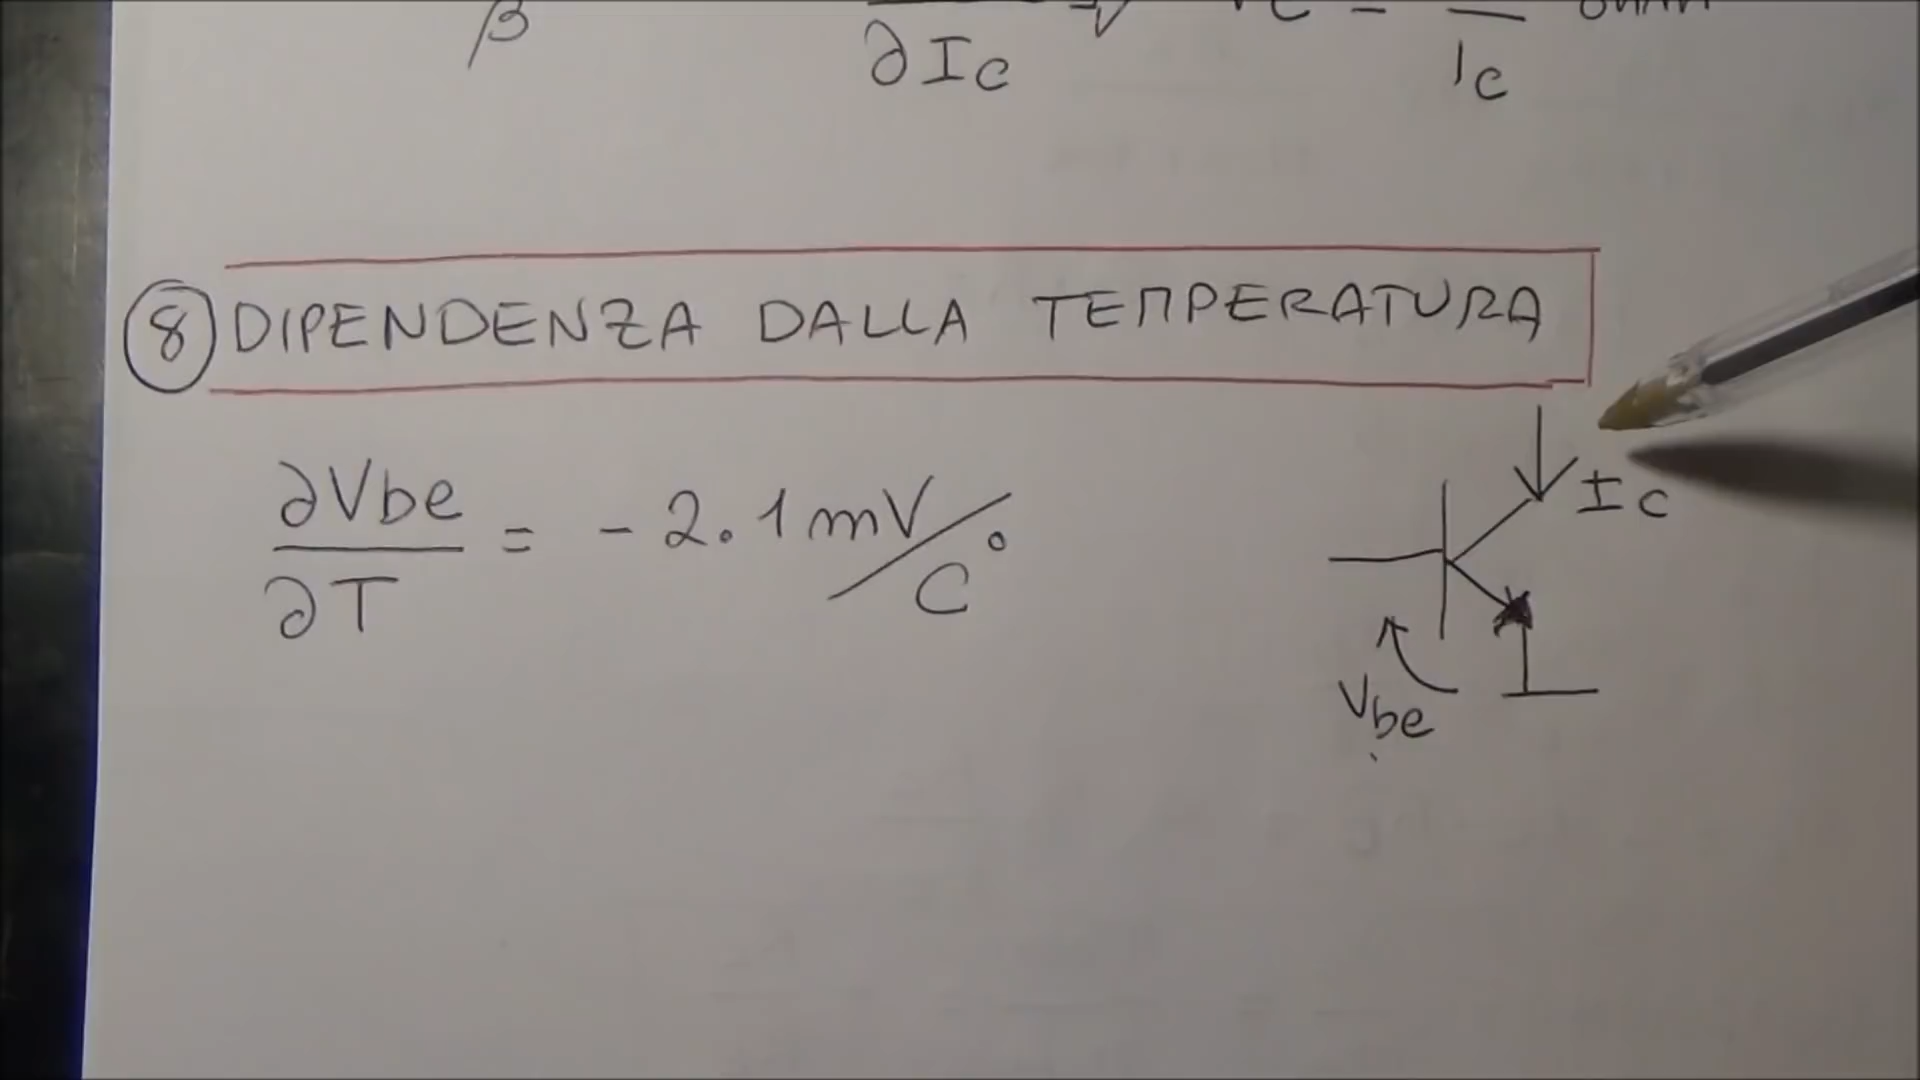 β
∂Ic
Ic
8 DIPENDENZA DALLA TEMPERATURA
∂Vbe
∂T
= - 2.1 mV/C°
Ic
Vbe